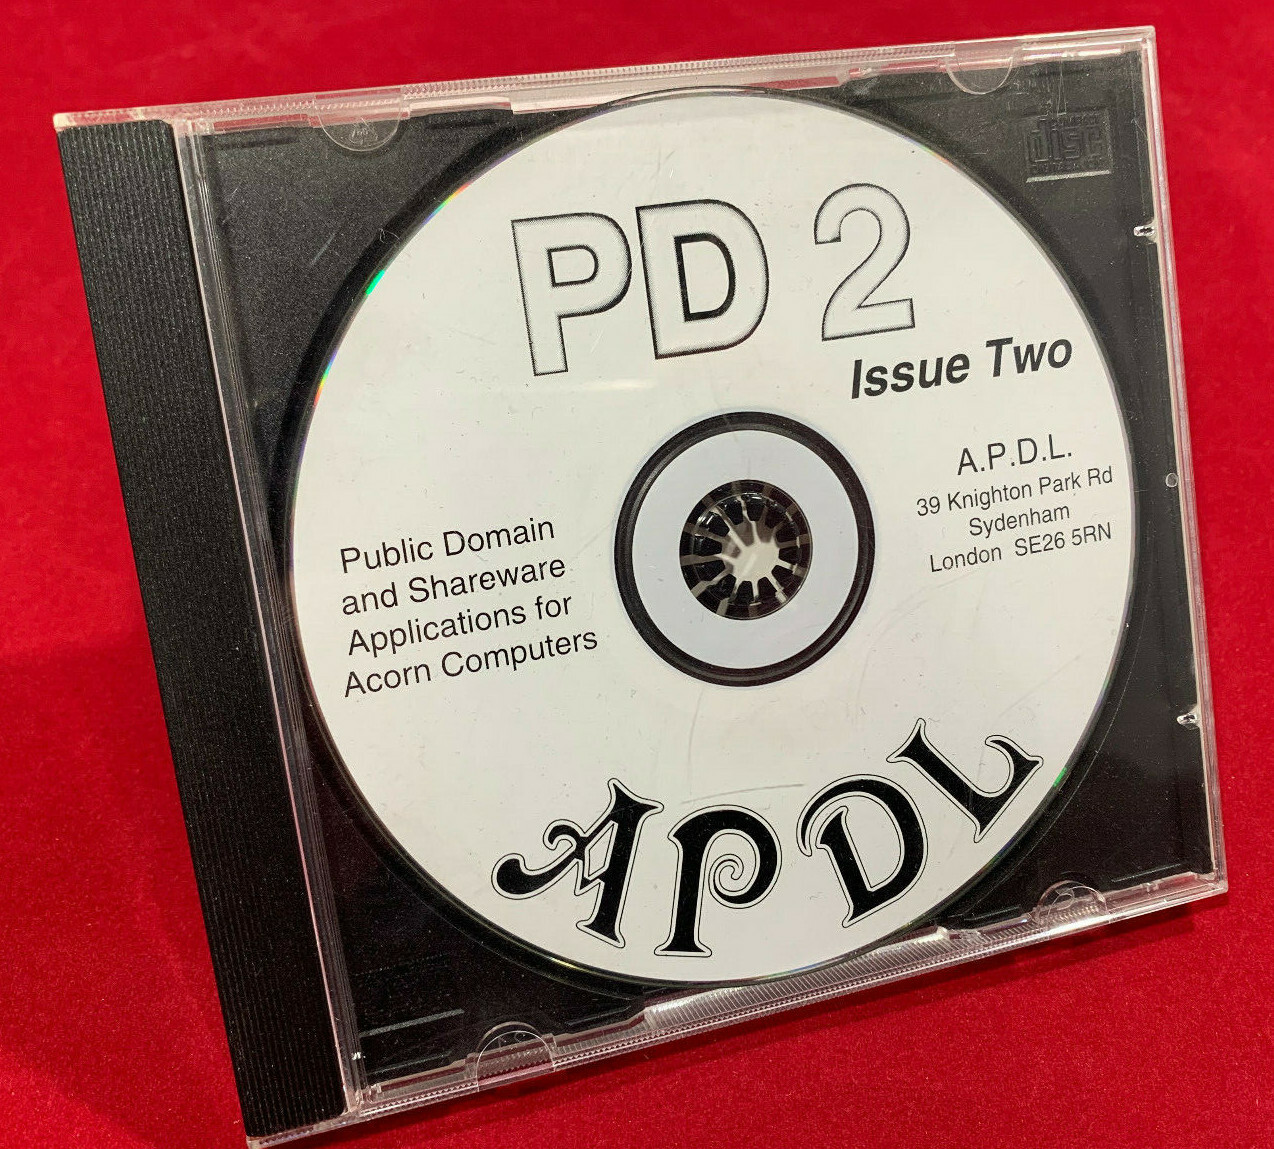 disc
PD 2
Issue Two
A.P.D.L.
39 Knighton Park Rd
Sydenham
London SE26 5RN
Public Domain
and Shareware
Applications for
Acorn Computers
APDL